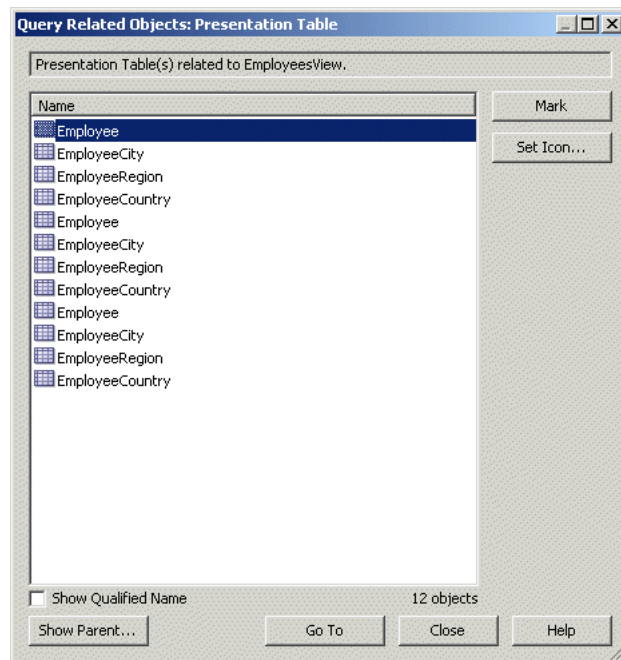 Query Related Objects: Presentation Table
Presentation Table(s) related to EmployeesView.
Name
Mark
Employee
Set Icon...
EmployeeCity
EmployeeRegion
EmployeeCountry
Employee
EmployeeCity
EmployeeRegion
EmployeeCountry
Employee
EmployeeCity
EmployeeRegion
EmployeeCountry
Show Qualified Name 12 objects
Show Parent... Go To Close Help